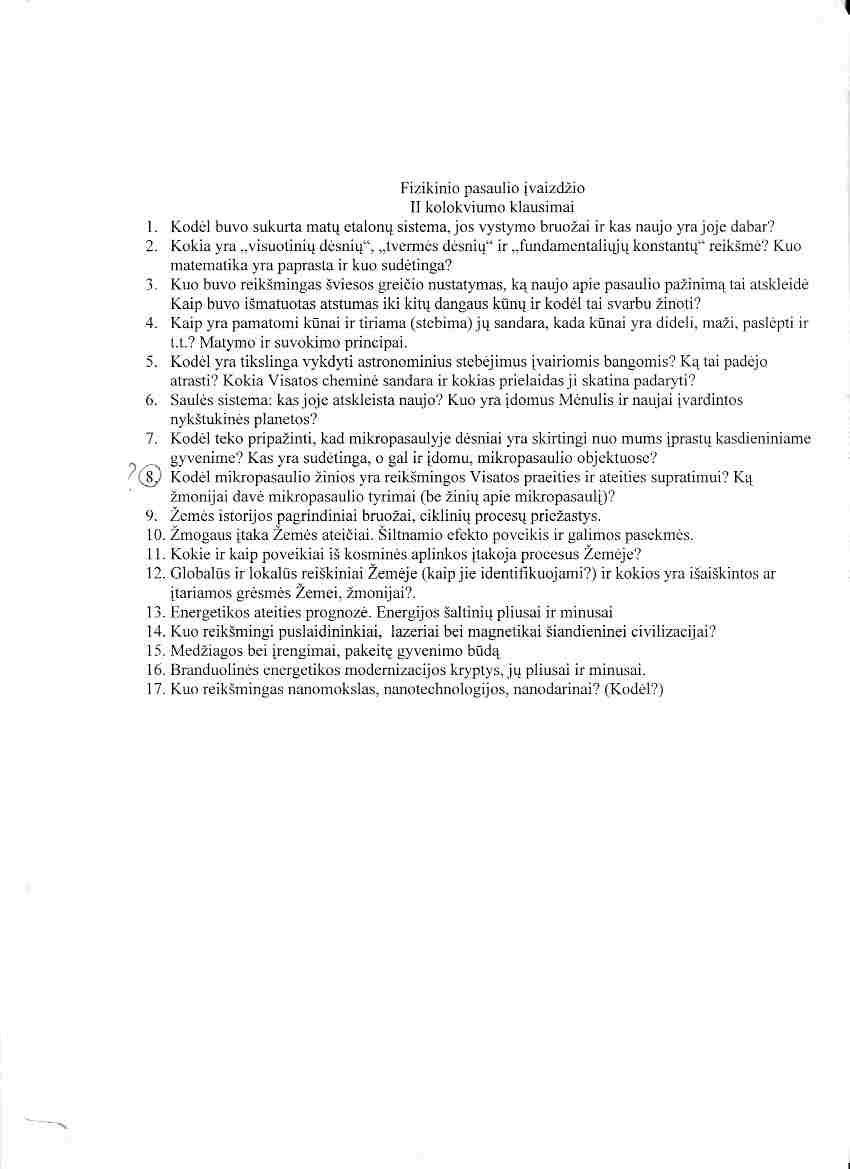 Fizikinio pasaulio įvaizdžio
II kolokviumo klausimai
1. Kodėl buvo sukurta matų etalonų sistema, jos vystymo bruožai ir kas naujo yra joje dabar?
2. Kokia yra „visuotinių dėsnių“, „tvermės dėsnių“ ir „fundamentaliųjų konstantų“ reikšmė? Kuo
matematika yra paprasta ir kuo sudėtinga?
3. Kuo buvo reikšmingas šviesos greičio nustatymas, ką naujo apie pasaulio pažinimą tai atskleidė
Kaip buvo išmatuotas atstumas iki kitų dangaus kūnų ir kodėl tai svarbu žinoti?
4. Kaip yra pamatomi kūnai ir tiriama (stebima) jų sandara, kada kūnai yra dideli, maži, paslėpti ir
t.t.? Matymo ir suvokimo principai.
5. Kodėl yra tikslinga vykdyti astronominius stebėjimus įvairiomis bangomis? Ką tai padėjo
atrasti? Kokia Visatos cheminė sandara ir kokias prielaidas ji skatina padaryti?
6. Saulės sistema: kas joje atskleista naujo? Kuo yra įdomus Mėnulis ir naujai įvardintos
nykštukinės planetos?
7. Kodėl teko pripažinti, kad mikropasaulyje dėsniai yra skirtingi nuo mums įprastų kasdieniniame
gyvenime? Kas yra sudėtinga, o gal ir įdomu, mikropasaulio objektuose?
? 8. Kodėl mikropasaulio žinios yra reikšmingos Visatos praeities ir ateities supratimui? Ką
žmonijai davė mikropasaulio tyrimai (be žinių apie mikropasaulį)?
9. Žemės istorijos pagrindiniai bruožai, ciklinių procesų priežastys.
10. Žmogaus įtaka Žemės ateičiai. Šiltnamio efekto poveikis ir galimos pasekmės.
11. Kokie ir kaip poveikiai iš kosminės aplinkos įtakoja procesus Žemėje?
12. Globalūs ir lokalūs reiškiniai Žemėje (kaip jie identifikuojami?) ir kokios yra išaiškintos ar
įtariamos grėsmės Žemei, žmonijai?.
13. Energetikos ateities prognozė. Energijos šaltinių pliusai ir minusai
14. Kuo reikšmingi puslaidininkiai, lazeriai bei magnetikai šiandieninei civilizacijai?
15. Medžiagos bei įrengimai, pakeitę gyvenimo būdą
16. Branduolinės energetikos modernizacijos kryptys, jų pliusai ir minusai.
17. Kuo reikšmingas nanomokslas, nanotechnologijos, nanodarinai? (Kodėl?)